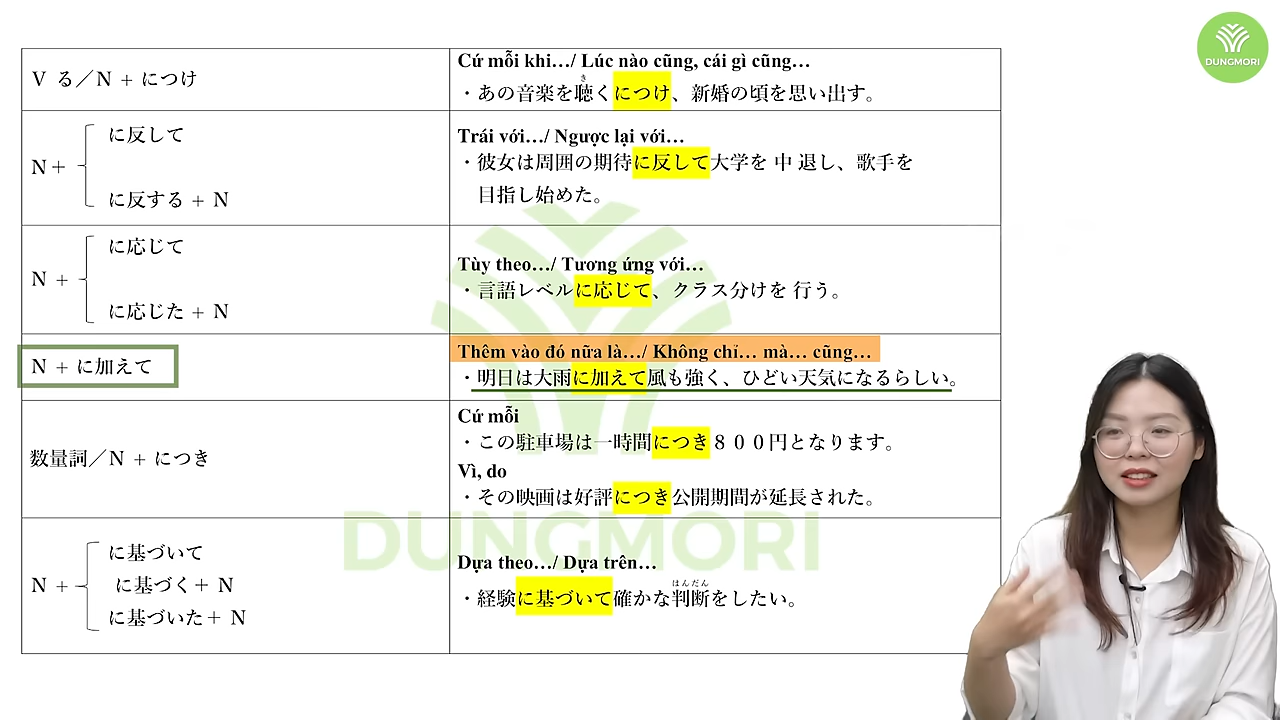 DUNGMORI
V る／N + につけ
Cứ mỗi khi…/ Lúc nào cũng, cái gì cũng…
き
・あの音楽を聴くにつけ、新婚の頃を思い出す。
N+
に反して
に反する + N
Trái với…/ Ngược lại với…
・彼女は周囲の期待に反して大学を 中 退し、歌手を
目指し始めた。
N +
に応じて
に応じた + N
Tùy theo…/ Tương ứng với…
・言語レベルに応じて、クラス分けを 行う。
N + に加えて
Thêm vào đó nữa là…/ Không chỉ… mà… cũng…
・明日は大雨に加えて風も強く、ひどい天気になるらしい。
数量詞／N + につき
Cứ mỗi
・この駐車場は一時間につき８００円となります。
Vì, do
・その映画は好評につき公開期間が延長された。
N +
に基づいて
に基づく+ N
に基づいた+ N
Dựa theo…/ Dựa trên…
はんだん
・経験に基づいて確かな判断をしたい。
DUNGMORI